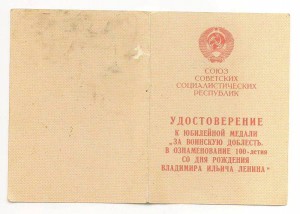 СОЮЗ
СОВЕТСКИХ
СОЦИАЛИСТИЧЕСКИХ
РЕСПУБЛИК
УДОСТОВЕРЕНИЕ
К ЮБИЛЕЙНОЙ МЕДАЛИ
„ЗА ВОИНСКУЮ ДОБЛЕСТЬ.
В ОЗНАМЕНОВАНИЕ 100-летия
СО ДНЯ РОЖДЕНИЯ
ВЛАДИМИРА ИЛЬИЧА ЛЕНИНА"